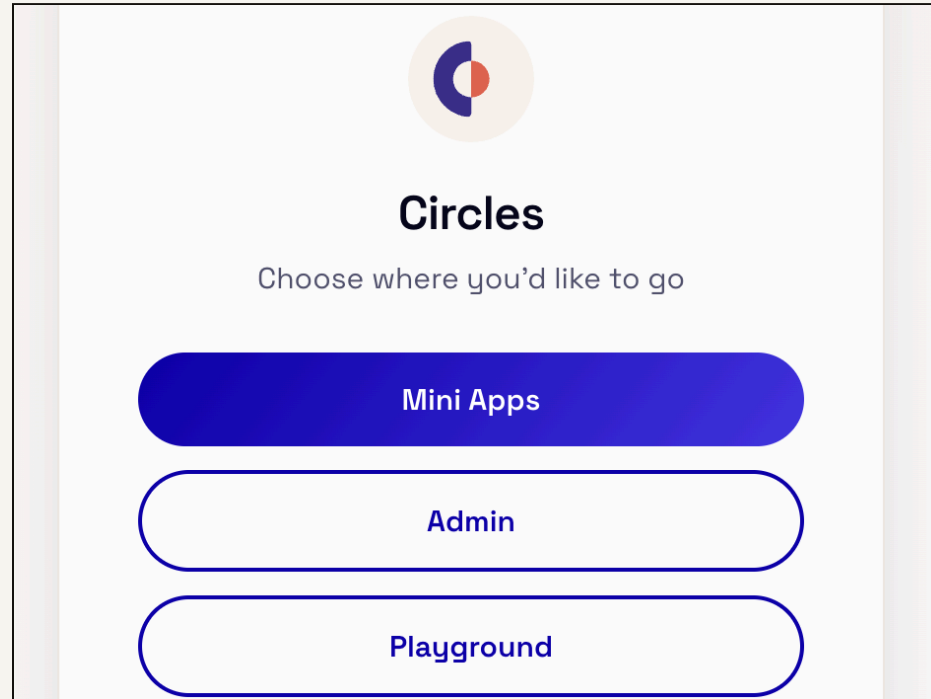 Circles
Choose where you’d like to go
Mini Apps
Admin
Playground